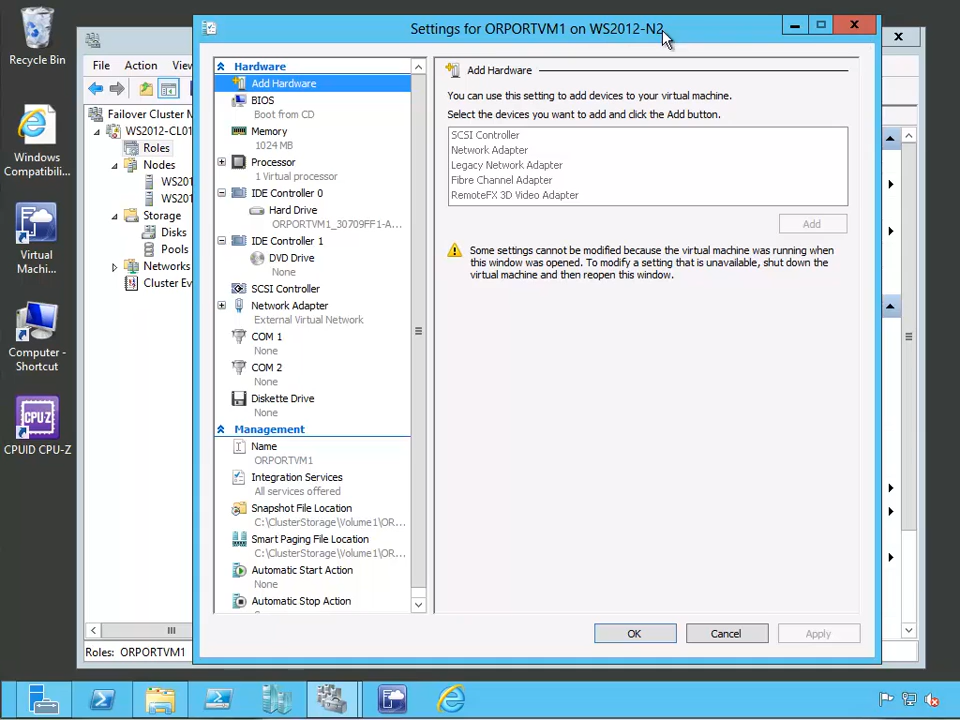 Recycle Bin
Windows
Compatibili...
Virtual
Machi...
Computer -
Shortcut
CPU-Z
CPUID CPU-Z
File Action Vie
Failover Cluster M
WS2012-CL01
Roles
Nodes
WS201
WS201
Storage
Disks
Pools
Networks
Cluster Ev
Roles: ORPORTVM1
Settings for ORPORTVM1 on WS2012-N2
Hardware
Add Hardware
BIOS
Boot from CD
Memory
1024 MB
Processor
1 Virtual processor
IDE Controller 0
Hard Drive
ORPORTVM1_30709FF1-A...
IDE Controller 1
DVD Drive
None
SCSI Controller
Network Adapter
External Virtual Network
COM 1
None
COM 2
None
Diskette Drive
None
Management
Name
ORPORTVM1
Integration Services
All services offered
Snapshot File Location
C:\ClusterStorage\Volume1\OR...
Smart Paging File Location
C:\ClusterStorage\Volume1\OR...
Automatic Start Action
None
Automatic Stop Action
Add Hardware
You can use this setting to add devices to your virtual machine.
Select the devices you want to add and click the Add button.
SCSI Controller
Network Adapter
Legacy Network Adapter
Fibre Channel Adapter
RemoteFX 3D Video Adapter
Add
Some settings cannot be modified because the virtual machine was running when
this window was opened. To modify a setting that is unavailable, shut down the
virtual machine and then reopen this window.
OK Cancel Apply